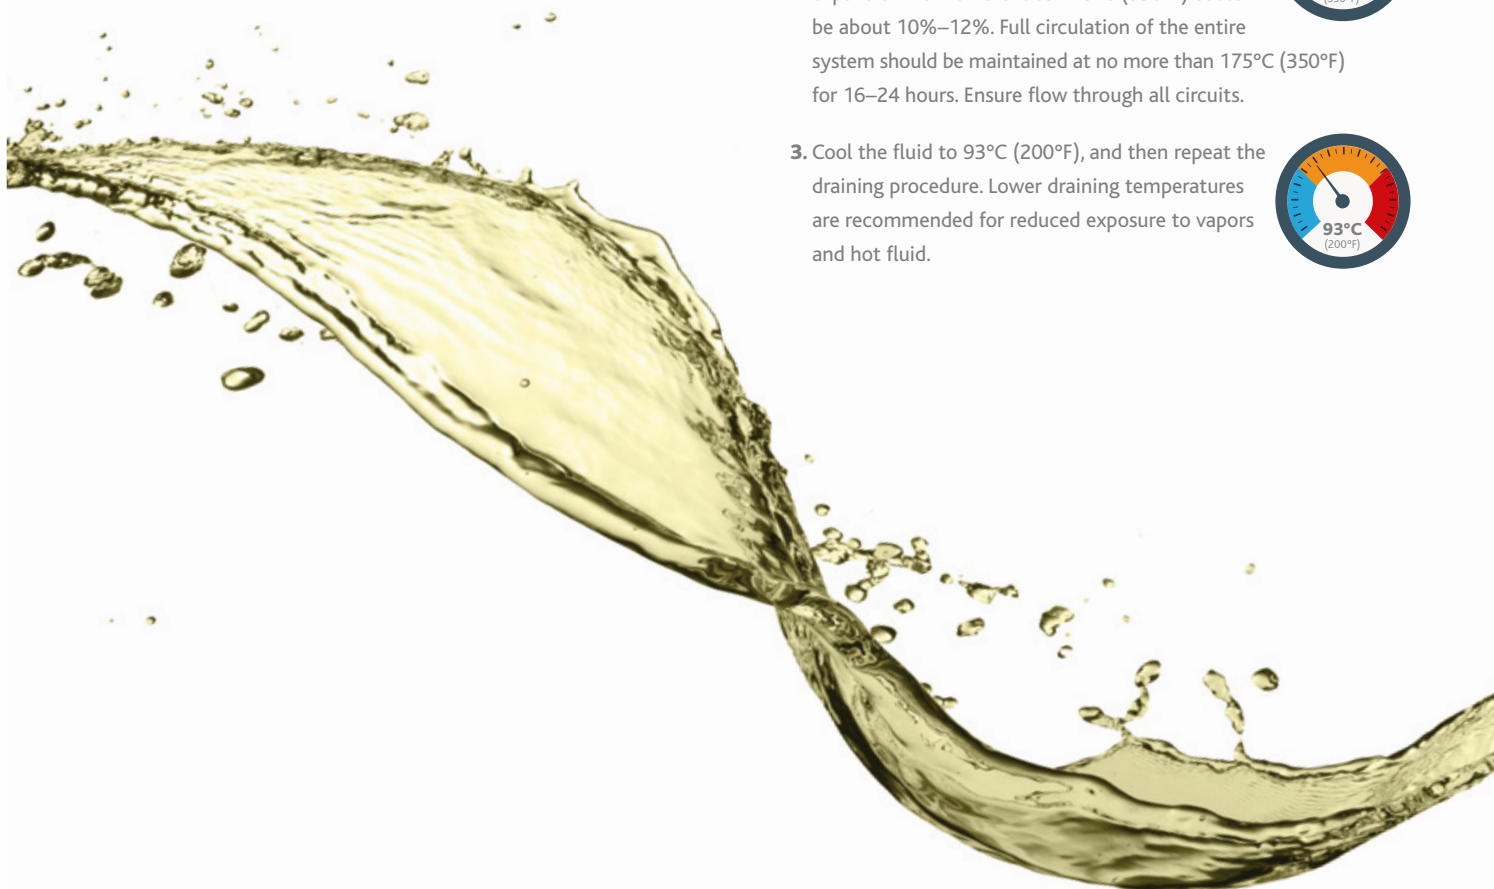 be about 10%–12%. Full circulation of the entire
system should be maintained at no more than 175°C (350°F)
for 16–24 hours. Ensure flow through all circuits.
3. Cool the fluid to 93°C (200°F), and then repeat the
draining procedure. Lower draining temperatures
are recommended for reduced exposure to vapors
and hot fluid.
93°C
(200°F)